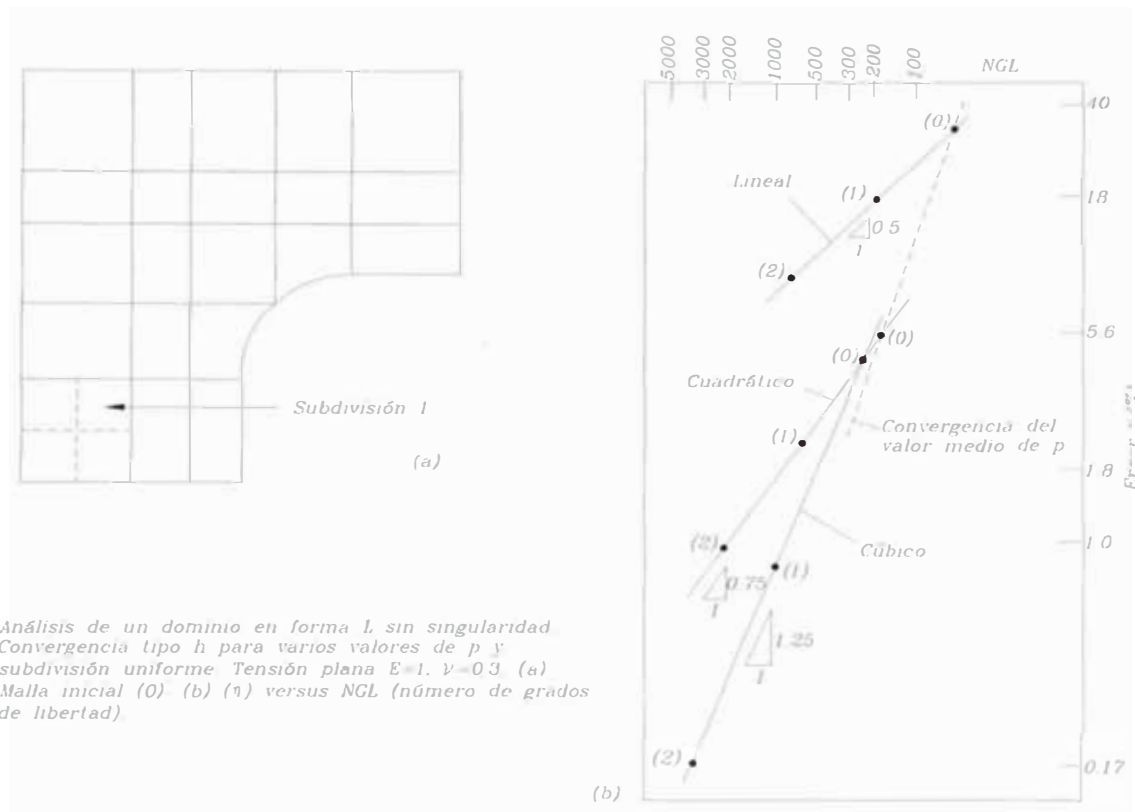 Subdivisión 1
(a)
Análisis de un dominio en forma L sin singularidad
Convergencia tipo h para varios valores de p y
subdivisión uniforme Tensión plana E=1, ν=0.3 (a)
Malla inicial (0) (b) (η) versus NGL (número de grados
de libertad)
5000
3000
2000
1000
500
300
200
100
NGL
40
18
5.6
1.8
1.0
0.17
Error η(%)
(0)
Lineal
(1)
0.5
1
(2)
(0)
(0)
Cuadrático
(1)
Convergencia del
valor medio de p
Cúbico
(2)
(1)
0.75
1
1.25
1
(2)
(b)